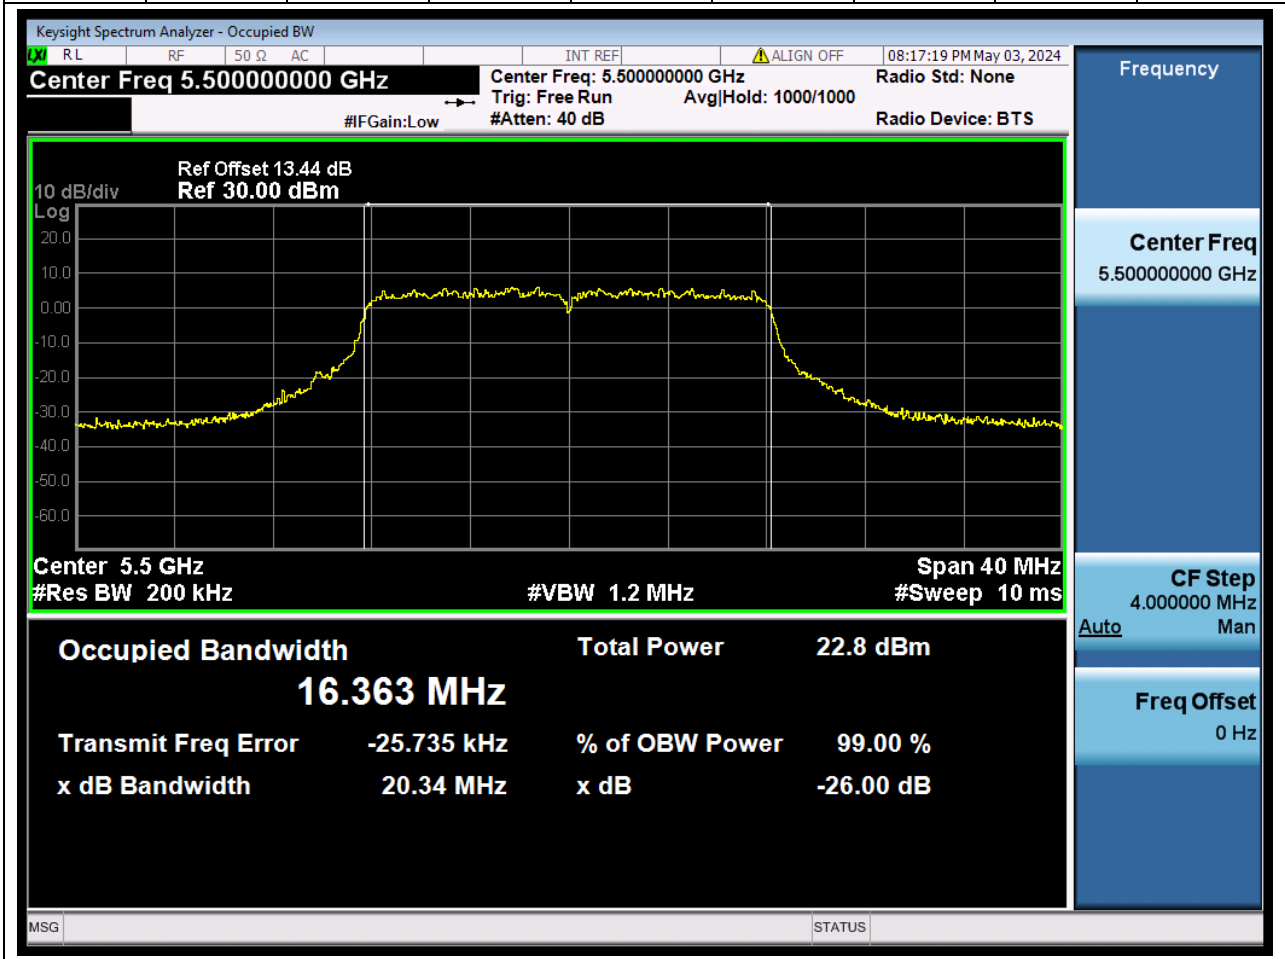 Keysight Spectrum Analyzer - Occupied BW
LXI RL RF 50 Ω AC INT REF ALIGN OFF 08:17:19 PM May 03, 2024
Center Freq 5.500000000 GHz
Center Freq: 5.500000000 GHz
Radio Std: None
Trig: Free Run Avg|Hold: 1000/1000
#IFGain:Low
#Atten: 40 dB
Radio Device: BTS
Ref Offset 13.44 dB
10 dB/div Ref 30.00 dBm
Log
20.0
10.0
0.00
-10.0
-20.0
-30.0
-40.0
-50.0
-60.0
Center 5.5 GHz Span 40 MHz
#Res BW 200 kHz #VBW 1.2 MHz #Sweep 10 ms
Occupied Bandwidth Total Power 22.8 dBm
16.363 MHz
Transmit Freq Error -25.735 kHz % of OBW Power 99.00 %
x dB Bandwidth 20.34 MHz x dB -26.00 dB
MSG STATUS
Frequency
Center Freq
5.500000000 GHz
CF Step
4.000000 MHz
Auto Man
Freq Offset
0 Hz